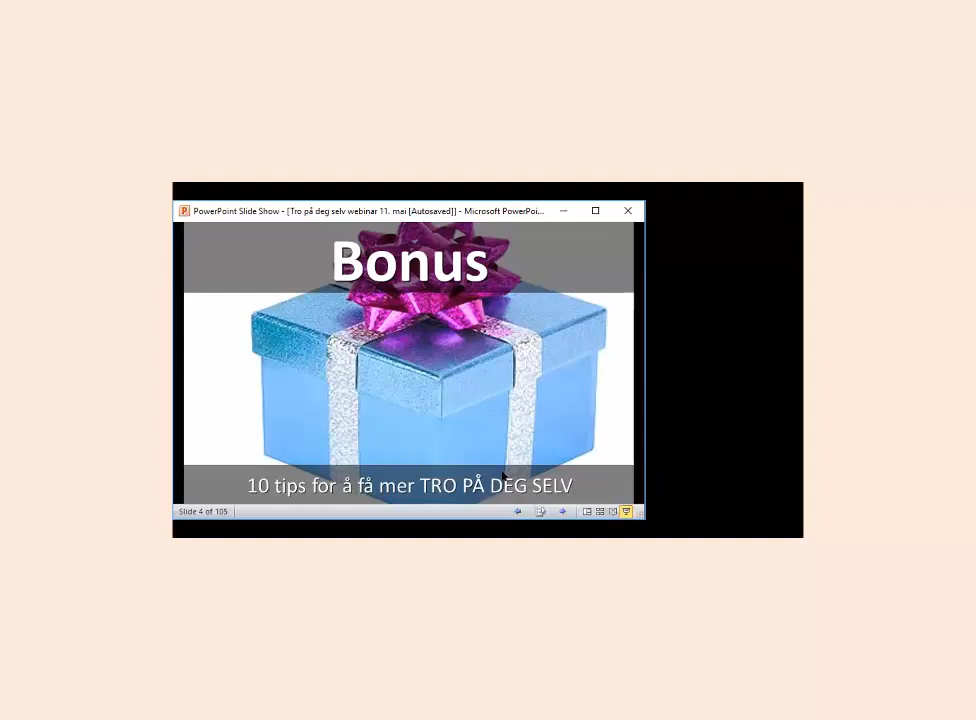 PowerPoint Slide Show - [Tro på deg selv webinar 11. mai [Autosaved]] - Microsoft PowerPoi...
Bonus
10 tips for å få mer TRO PÅ DEG SELV
Slide 4 of 105